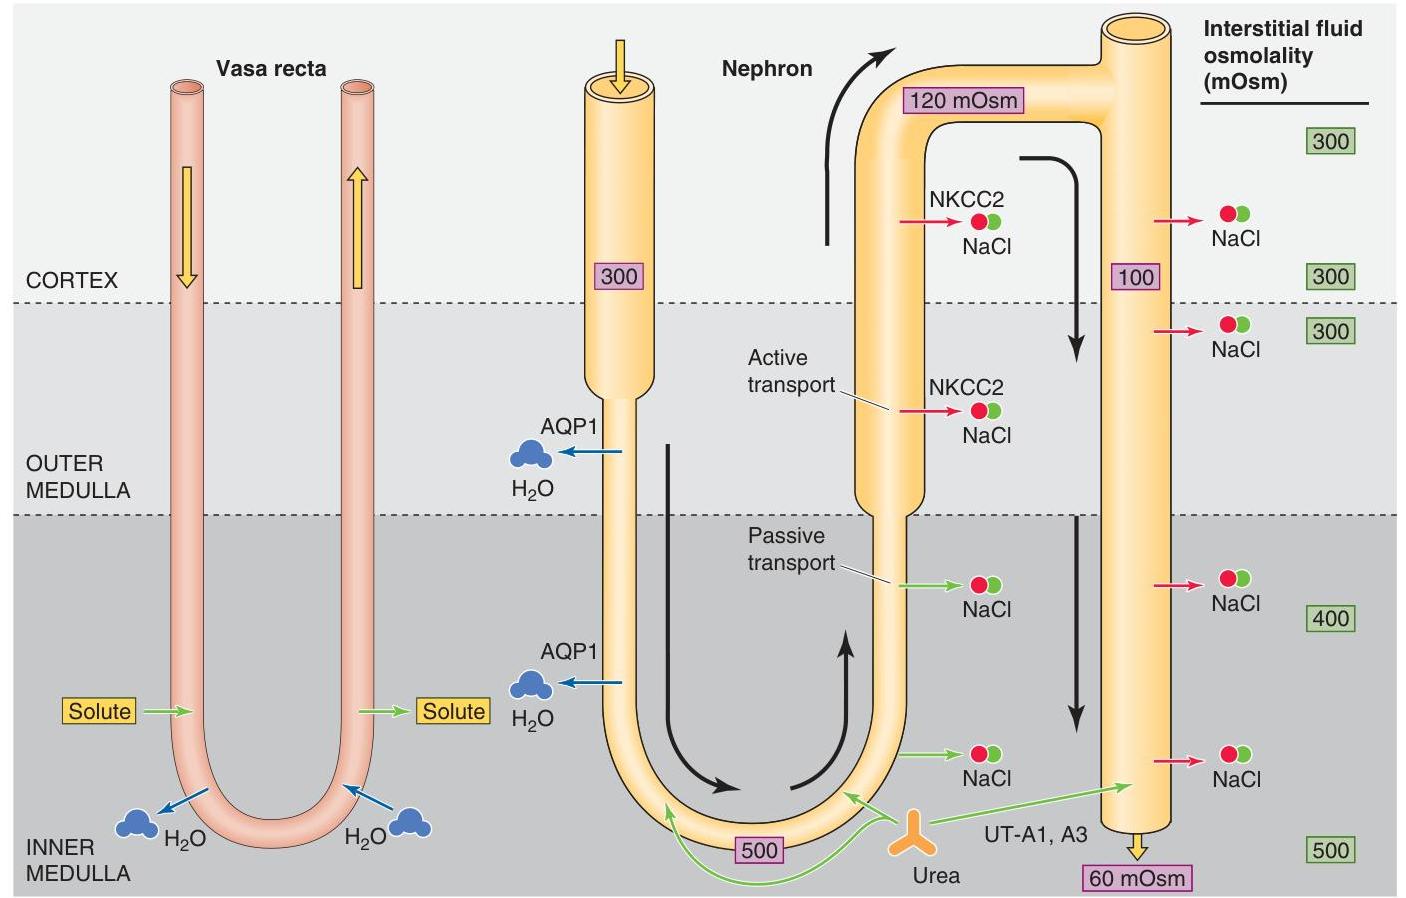 Vasa recta
Nephron
Interstitial fluid
osmolality
(mOsm)
120 mOsm
300
NKCC2
NaCl
NaCl
CORTEX
300
100
300
300
NaCl
Active
transport
NKCC2
NaCl
AQP1
H2O
OUTER
MEDULLA
Passive
transport
NaCl
NaCl
400
AQP1
H2O
Solute
Solute
NaCl
NaCl
H2O
H2O
500
UT-A1, A3
Urea
INNER
MEDULLA
500
60 mOsm